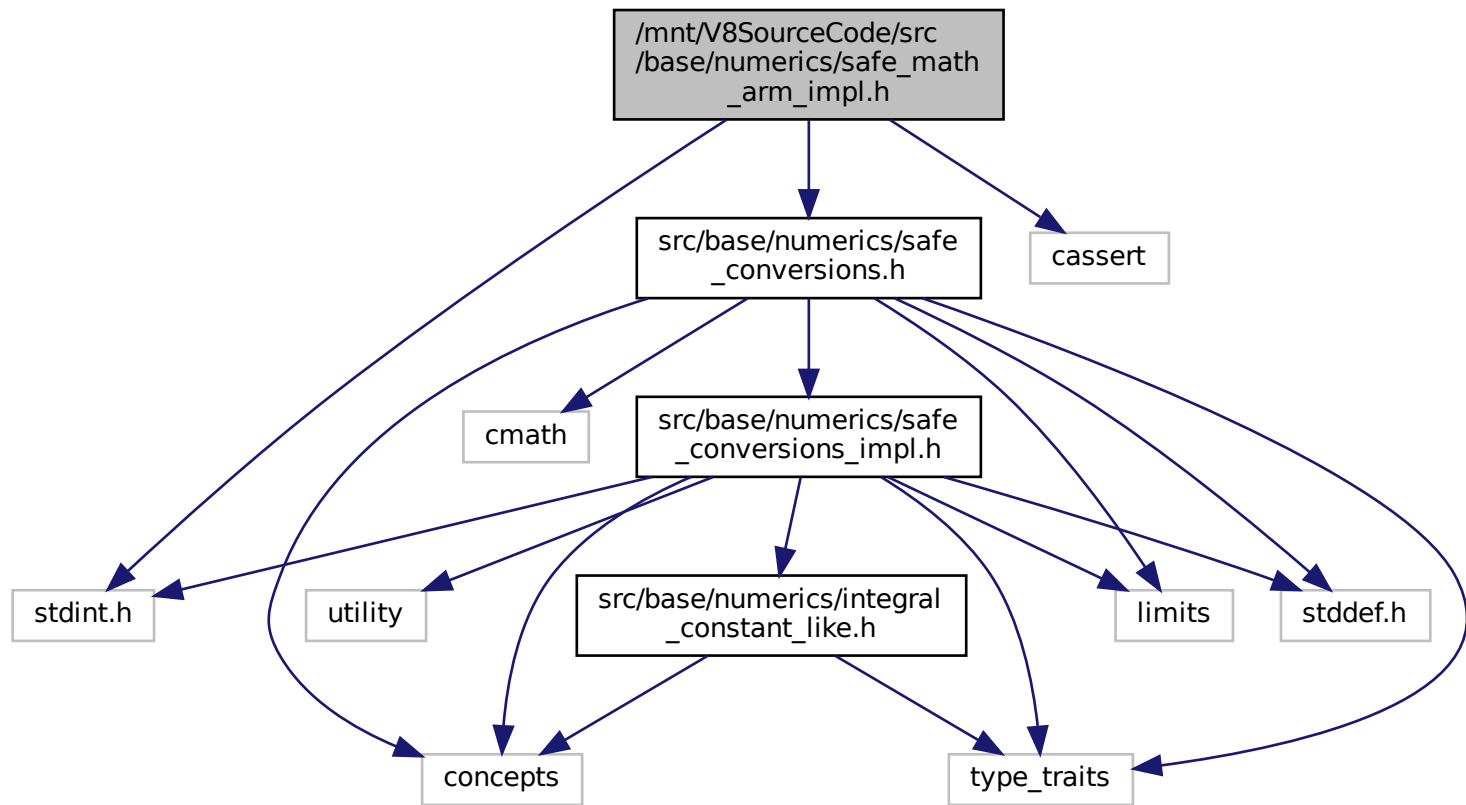 /mnt/V8SourceCode/src
/base/numerics/safe_math
_arm_impl.h
src/base/numerics/safe
_conversions.h
cassert
cmath
src/base/numerics/safe
_conversions_impl.h
stdint.h
utility
src/base/numerics/integral
_constant_like.h
limits
stddef.h
concepts
type_traits